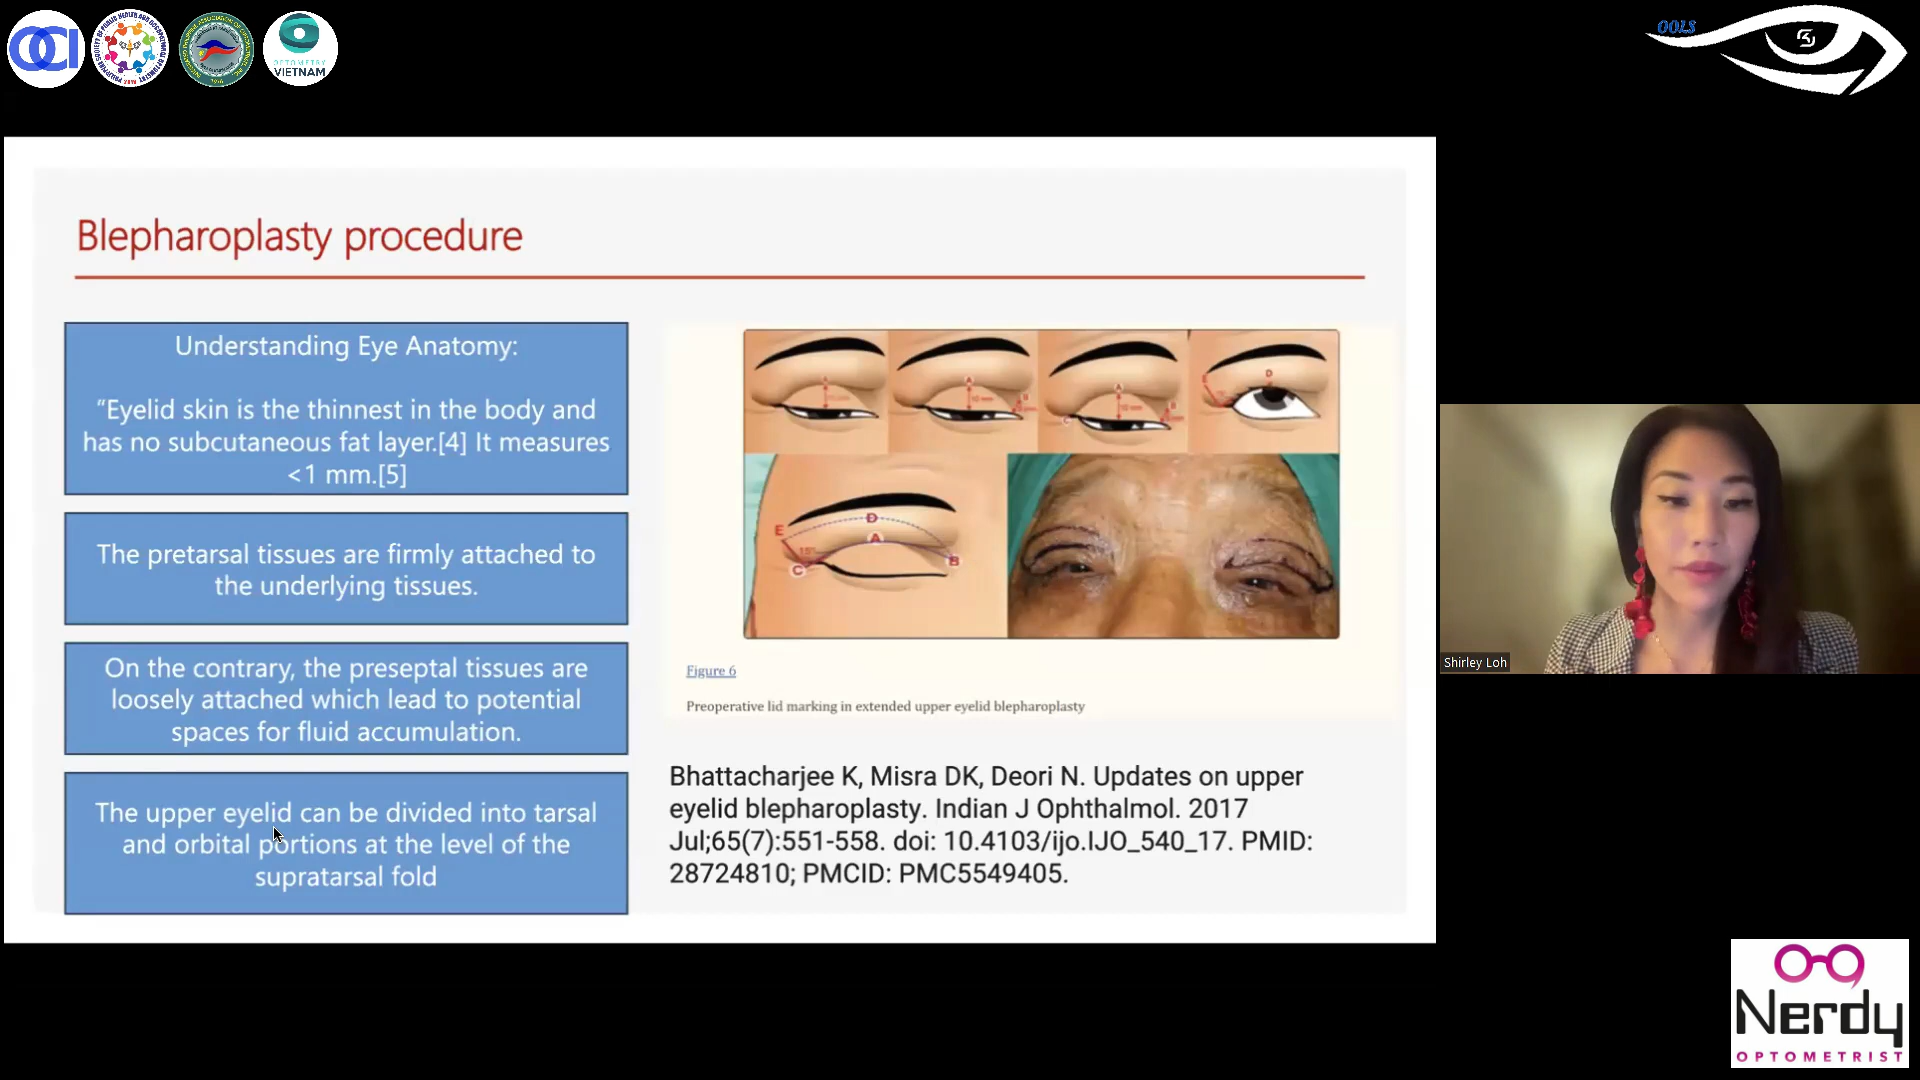 OCI
OPTOMETRY
VIETNAM
OOLS
Blepharoplasty procedure
Understanding Eye Anatomy:
“Eyelid skin is the thinnest in the body and
has no subcutaneous fat layer.[4] It measures
<1 mm.[5]
The pretarsal tissues are firmly attached to
the underlying tissues.
On the contrary, the preseptal tissues are
loosely attached which lead to potential
spaces for fluid accumulation.
The upper eyelid can be divided into tarsal
and orbital portions at the level of the
supratarsal fold
A
A
B
A
B
C
E
D
E
D
A
15°
C
B
Figure 6
Preoperative lid marking in extended upper eyelid blepharoplasty
Bhattacharjee K, Misra DK, Deori N. Updates on upper
eyelid blepharoplasty. Indian J Ophthalmol. 2017
Jul;65(7):551-558. doi: 10.4103/ijo.IJO_540_17. PMID:
28724810; PMCID: PMC5549405.
Shirley Loh
Nerdy
OPTOMETRIST